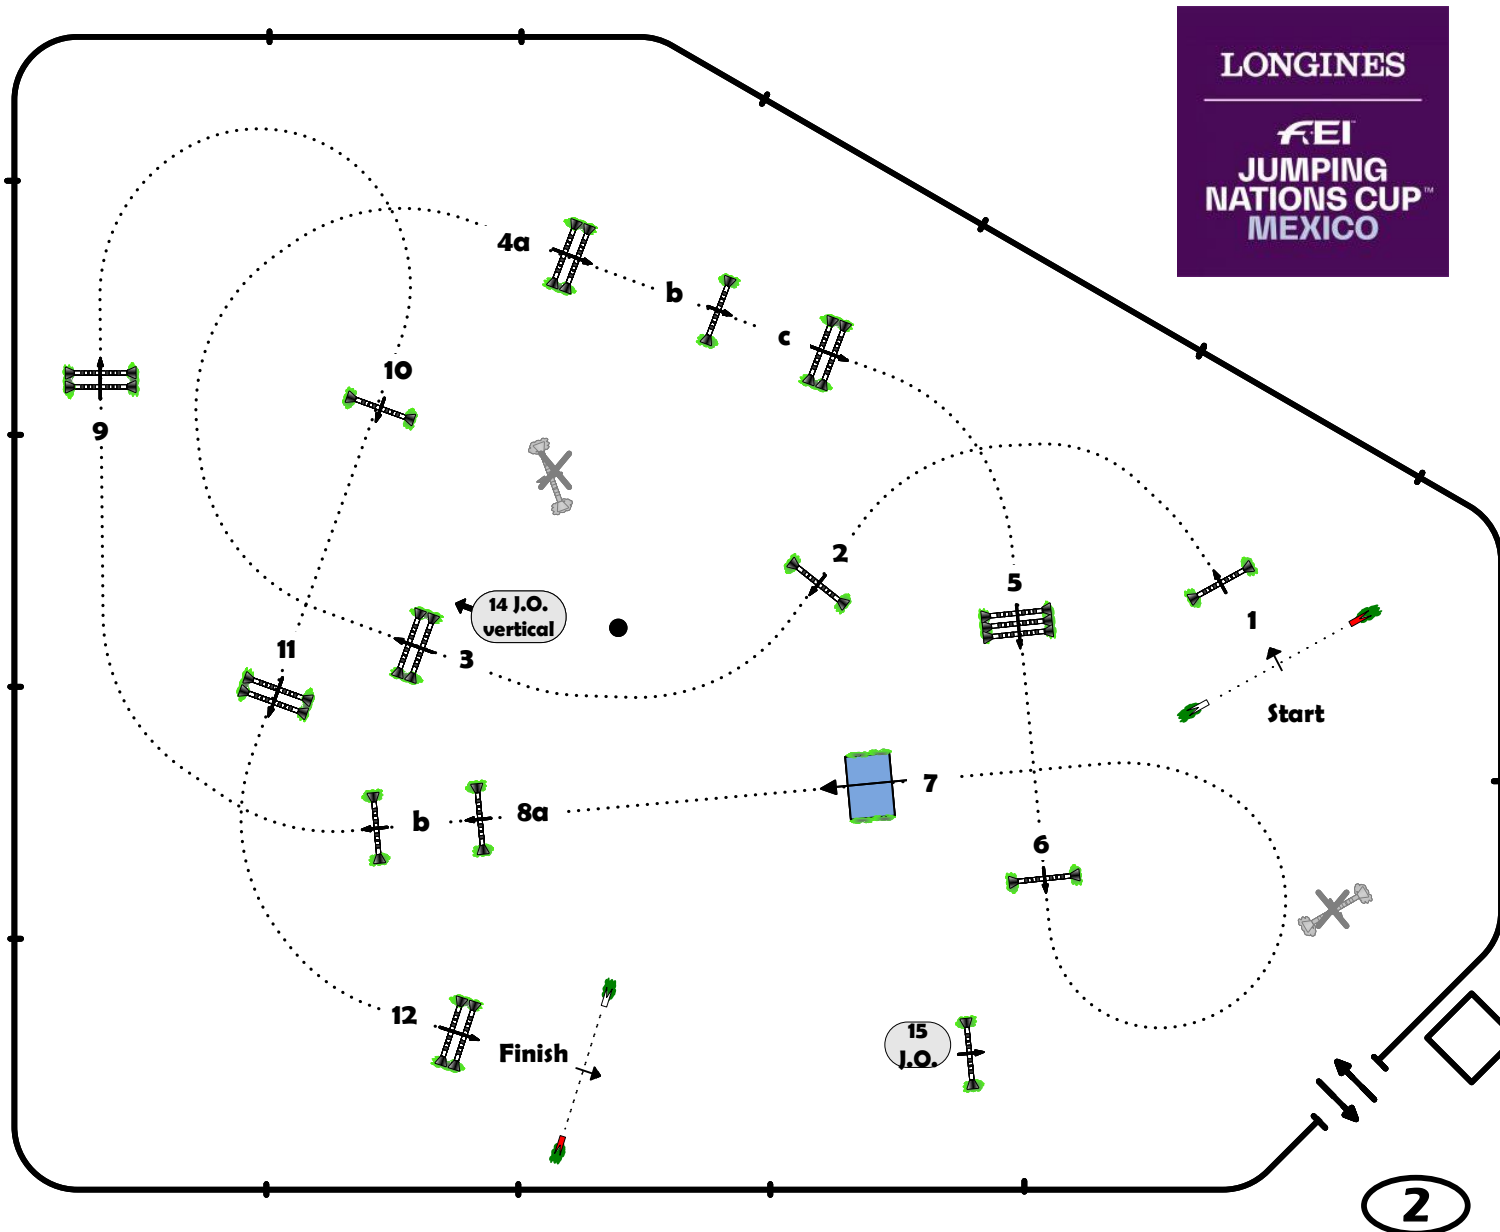 LONGINES
FEI
JUMPING
NATIONS CUP™
MEXICO
4a
b
c
10
9
2
5
1
14 J.O.
vertical
3
11
Start
7
8a
b
6
12
Finish
15
J.O.
2